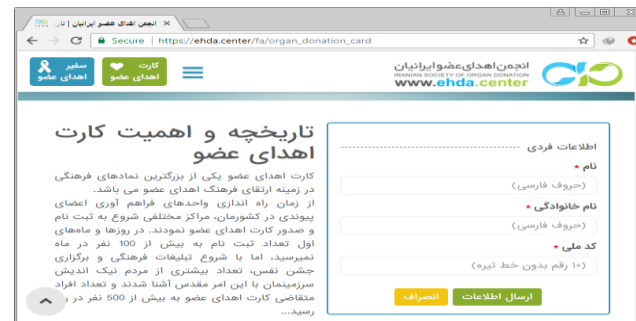 انجمن اهدای عضو ایرانیان | ثار
Secure | https://ehda.center/fa/organ_donation_card
انجمن اهدای عضو ایرانیان
IRANIAN SOCIETY OF ORGAN DONATION
www.ehda.center
کارت اهدای عضو
سفیر اهدای عضو
اطلاعات فردی
نام *
(حروف فارسی)
نام خانوادگی *
(حروف فارسی)
کد ملی *
(۱۰ رقم بدون خط تیره)
ارسال اطلاعات
انصراف
تاریخچه و اهمیت کارت
اهدای عضو
کارت اهدای عضو یکی از بزرگترین نمادهای فرهنگی
در زمینه ارتقای فرهنگ اهدای عضو می باشد.
از زمان راه اندازی واحدهای فراهم آوری اعضای
پیوندی در کشورمان، مراکز مختلفی شروع به ثبت نام
و صدور کارت اهدای عضو نمودند. در روزها و ماه‌های
اول تعداد ثبت نام به بیش از 100 نفر در ماه
نمیرسید، اما با شروع تبلیغات فرهنگی و برگزاری
جشن نفس، تعداد بیشتری از مردم نیک اندیش
سرزمینمان با این امر مقدس آشنا شدند و تعداد افراد
متقاضی کارت اهدای عضو به بیش از 500 نفر در
رسید...